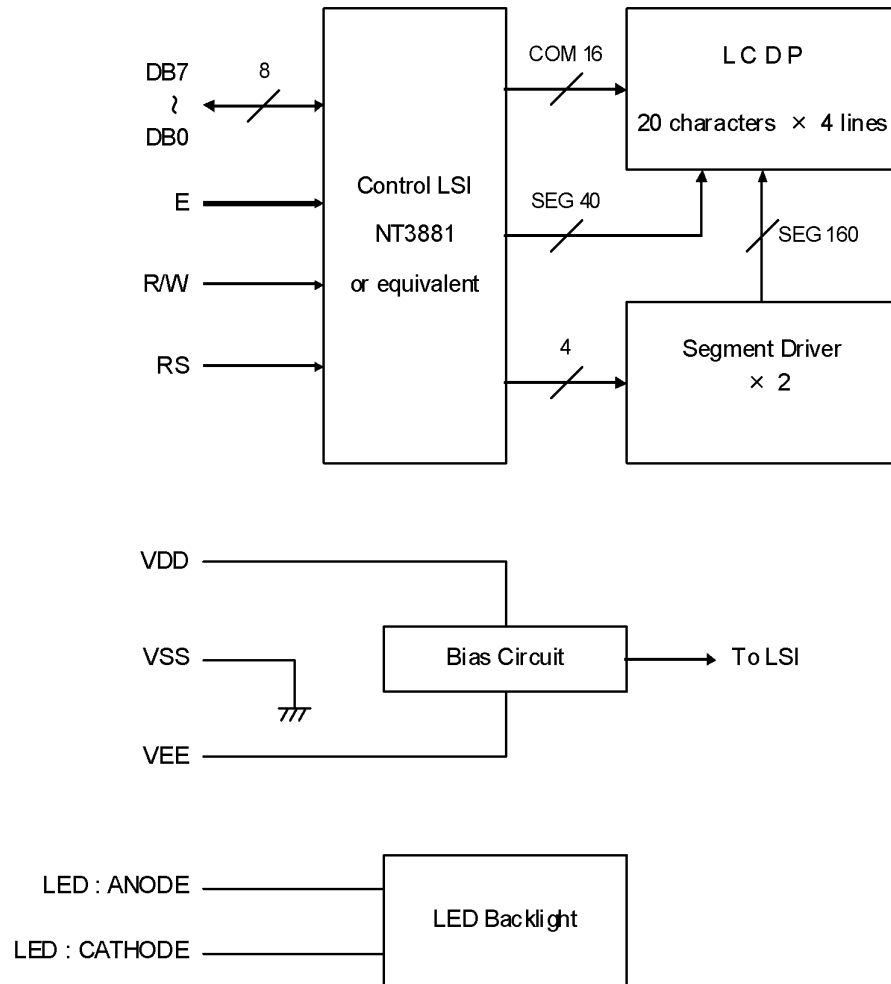 DB7
~
DB0
8
E
R/W
RS
Control LSI
NT3881
or equivalent
COM 16
SEG 40
4
L C D P
20 characters × 4 lines
SEG 160
Segment Driver
× 2
VDD
VSS
VEE
Bias Circuit
To LSI
LED : ANODE
LED : CATHODE
LED Backlight